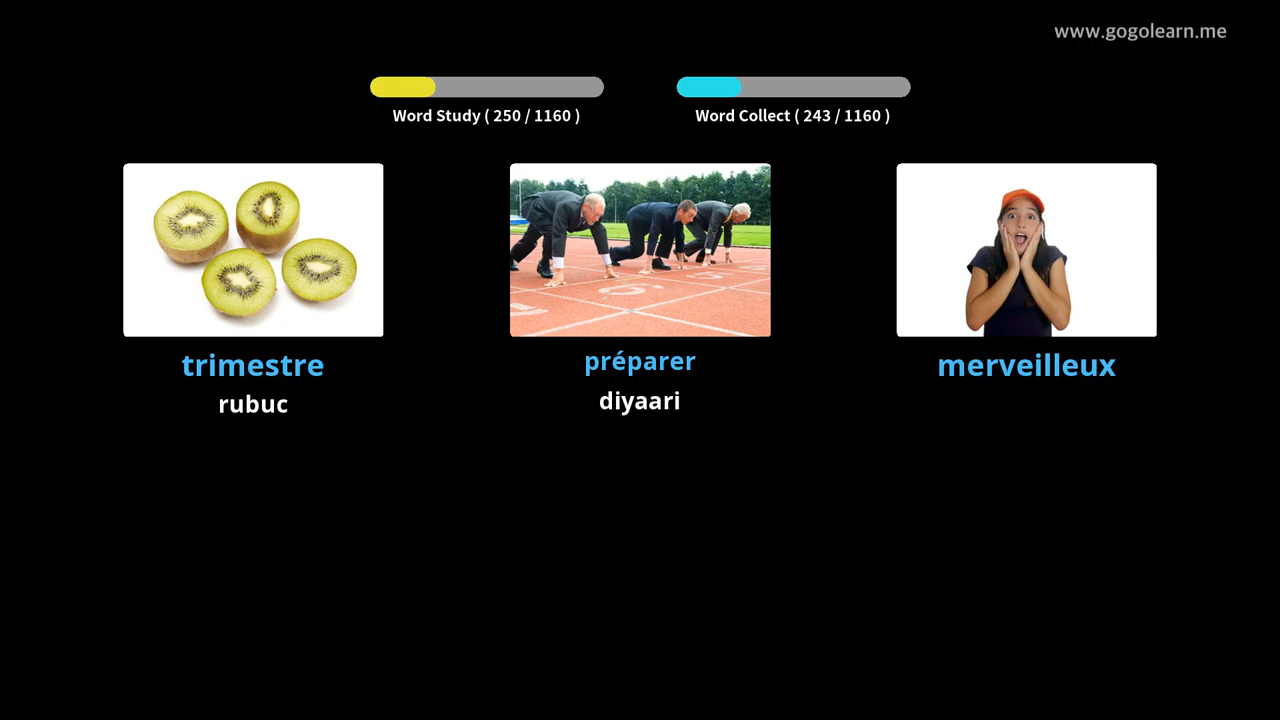 www.gogolearn.me
Word Study ( 250 / 1160 )
Word Collect ( 243 / 1160 )
trimestre
rubuc
préparer
diyaari
merveilleux